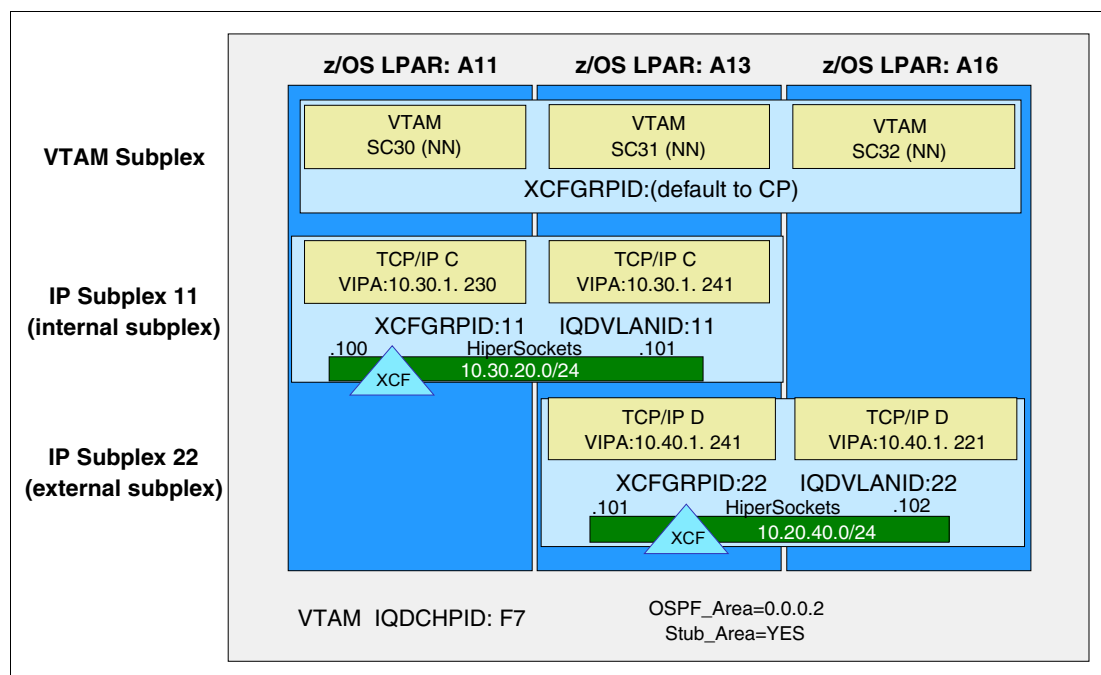 z/OS LPAR: A11
z/OS LPAR: A13
z/OS LPAR: A16
VTAM Subplex
VTAM
SC30 (NN)
VTAM
SC31 (NN)
VTAM
SC32 (NN)
XCFGRPID:(default to CP)
IP Subplex 11
(internal subplex)
TCP/IP C
VIPA:10.30.1. 230
TCP/IP C
VIPA:10.30.1. 241
XCFGRPID:11
IQDVLANID:11
.100
HiperSockets
.101
XCF
10.30.20.0/24
IP Subplex 22
(external subplex)
TCP/IP D
VIPA:10.40.1. 241
TCP/IP D
VIPA:10.40.1. 221
XCFGRPID:22
IQDVLANID:22
.101
HiperSockets
.102
XCF
10.20.40.0/24
VTAM IQDCHPID: F7
OSPF_Area=0.0.0.2
Stub_Area=YES